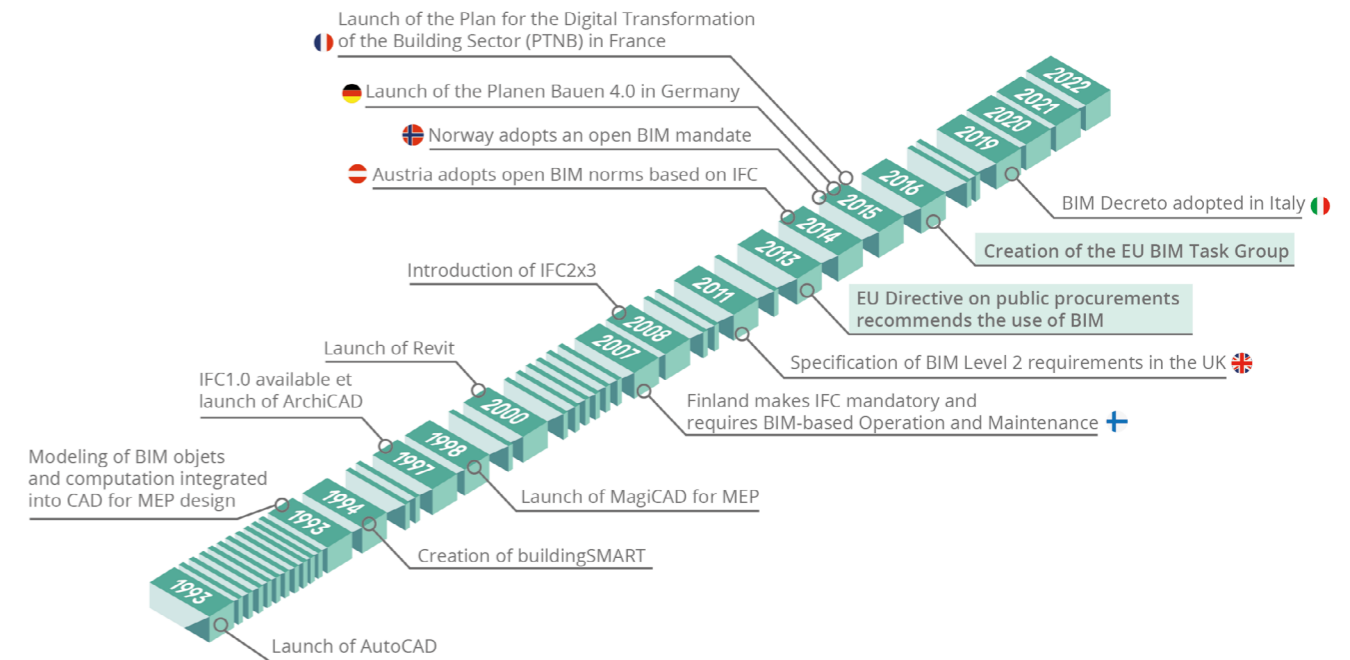 Launch of the Plan for the Digital Transformation
of the Building Sector (PTNB) in France
Launch of the Planen Bauen 4.0 in Germany
Norway adopts an open BIM mandate
Austria adopts open BIM norms based on IFC
Introduction of IFC2x3
Launch of Revit
IFC1.0 available et
launch of ArchiCAD
Modeling of BIM objets
and computation integrated
into CAD for MEP design
1993
1993
1994
1997
1998
2000
2007
2008
2011
2013
2014
2015
2016
2019
2020
2021
2022
BIM Decreto adopted in Italy
Creation of the EU BIM Task Group
EU Directive on public procurements
recommends the use of BIM
Specification of BIM Level 2 requirements in the UK
Finland makes IFC mandatory and
requires BIM-based Operation and Maintenance
Launch of MagiCAD for MEP
Creation of buildingSMART
Launch of AutoCAD